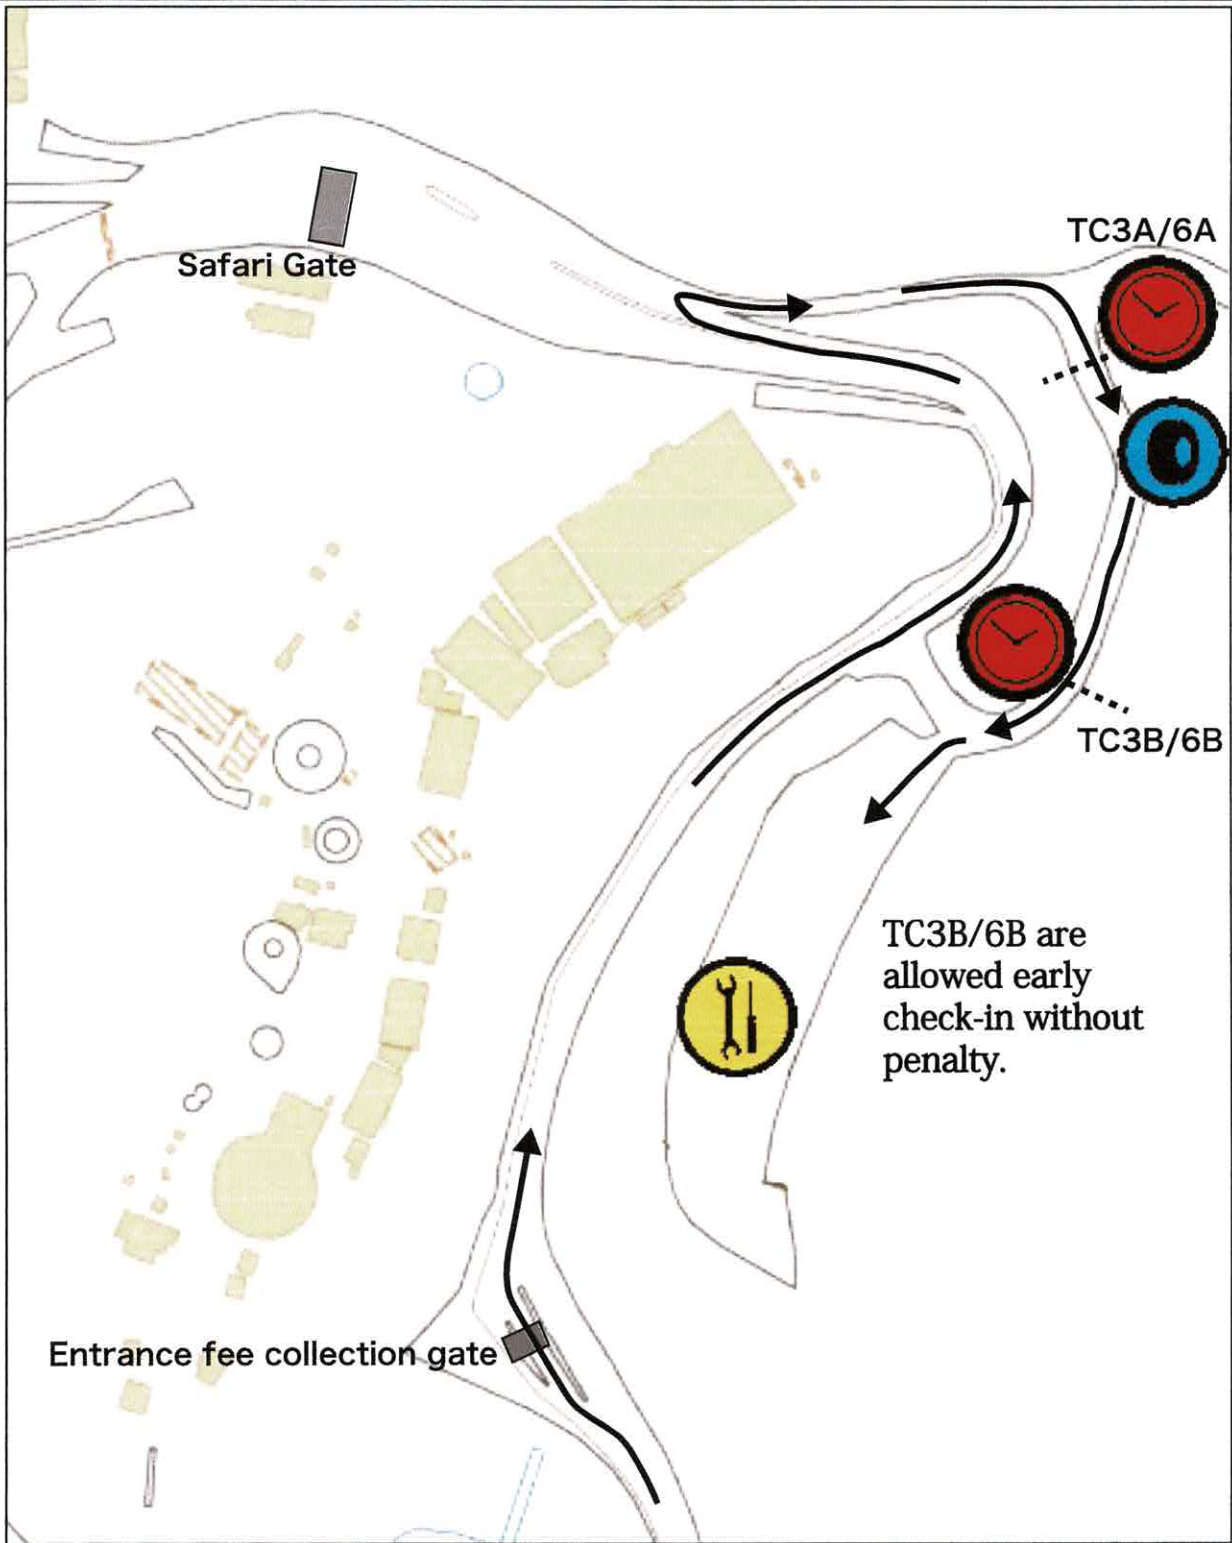 TC3A/6A
Safari Gate
TC3B/6B
TC3B/6B are
allowed early
check-in without
penalty.
Entrance fee collection gate